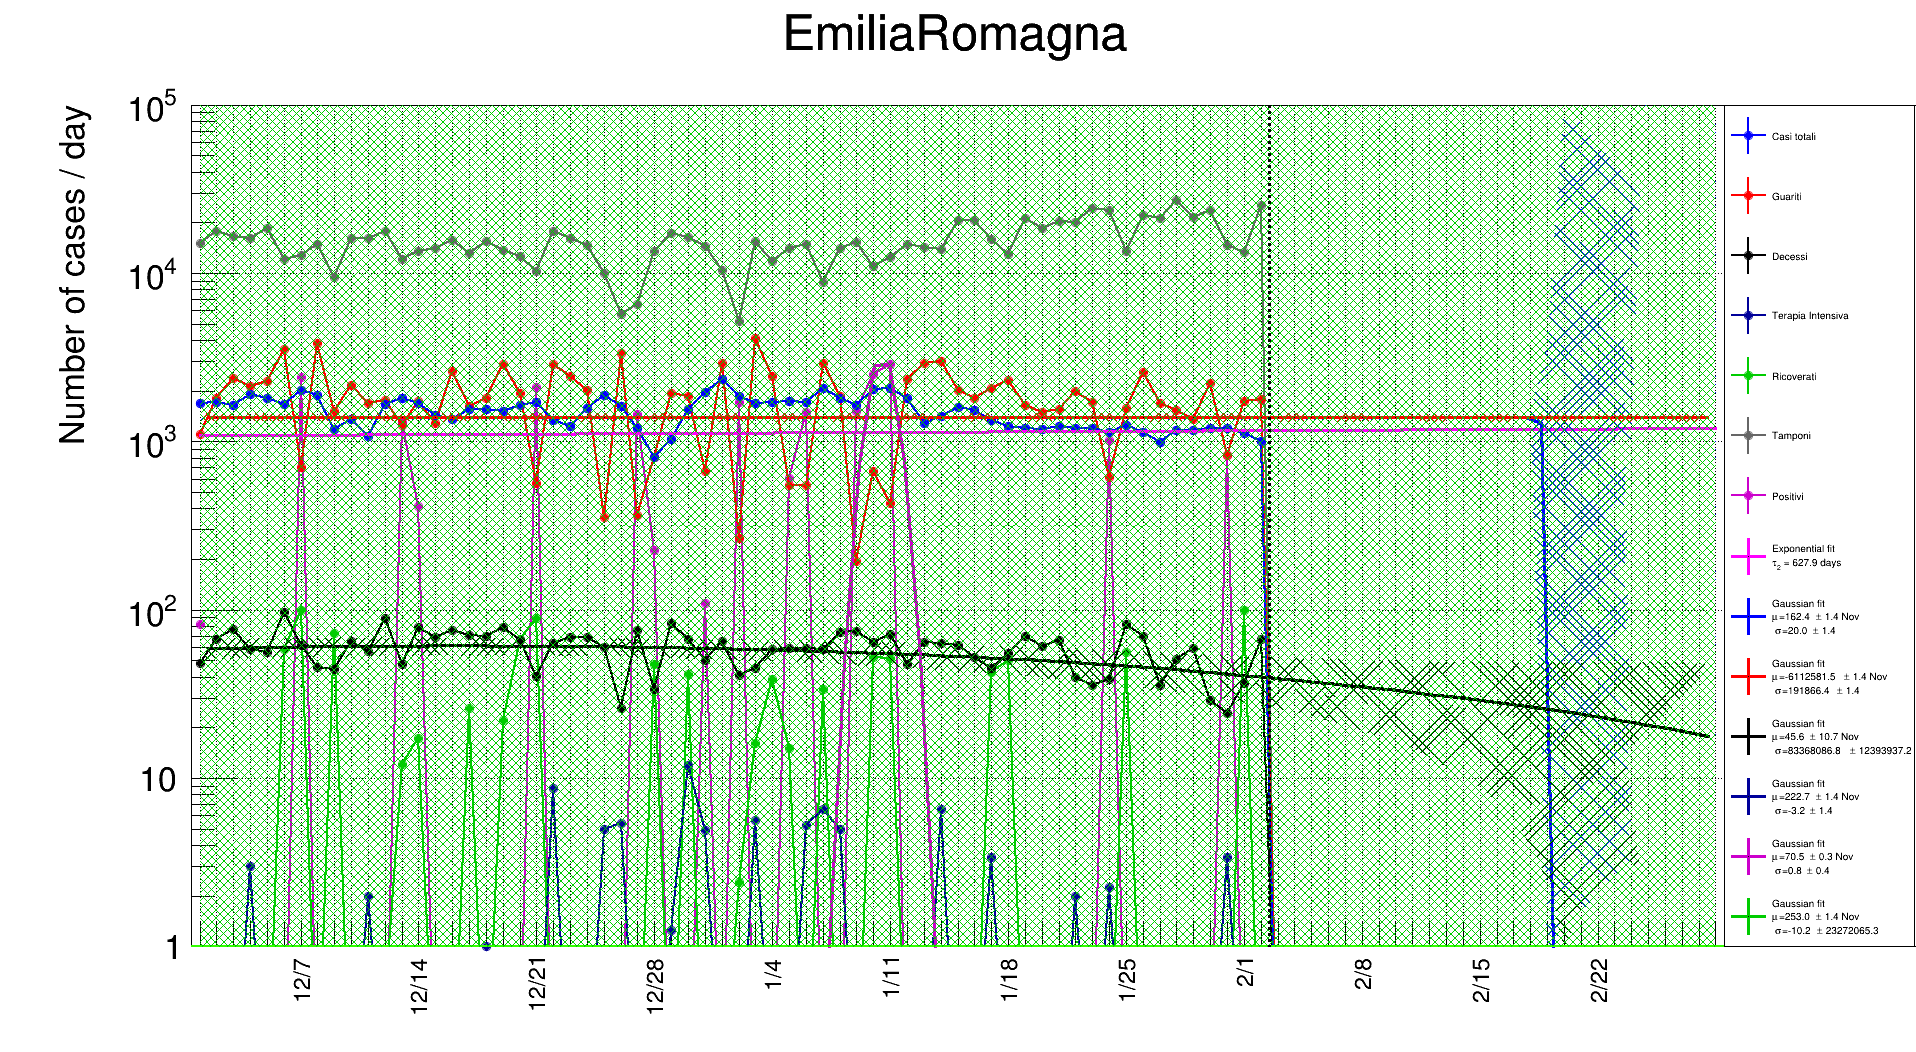 EmiliaRomagna
Number of cases / day
10^5
10^4
10^3
10^2
10
1
12/7
12/14
12/21
12/28
1/4
1/11
1/18
1/25
2/1
2/8
2/15
2/22
Casi totali
Guariti
Decessi
Terapia Intensiva
Ricoverati
Tamponi
Positivi
Exponential fit
τ₂ = 627.9 days
Gaussian fit
μ=162.4 ± 1.4 Nov
σ=20.0 ± 1.4
Gaussian fit
μ=-6112581.5 ± 1.4 Nov
σ=191866.4 ± 1.4
Gaussian fit
μ=45.6 ± 10.7 Nov
σ=83368086.8 ± 12393937.2
Gaussian fit
μ=222.7 ± 1.4 Nov
σ=-3.2 ± 1.4
Gaussian fit
μ=70.5 ± 0.3 Nov
σ=0.8 ± 0.4
Gaussian fit
μ=253.0 ± 1.4 Nov
σ=-10.2 ± 23272065.3